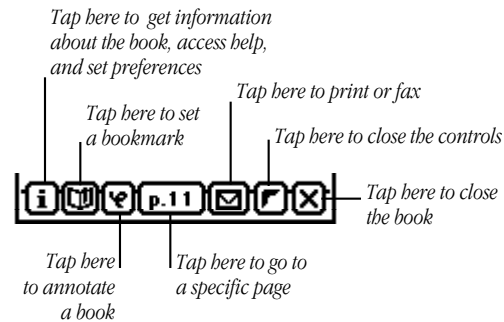 Tap here to get information
about the book, access help,
and set preferences
Tap here to set
a bookmark
Tap here to print or fax
Tap here to close the controls
i
p.11
Tap here to close
the book
Tap here
to annotate
a book
Tap here to go to
a specific page